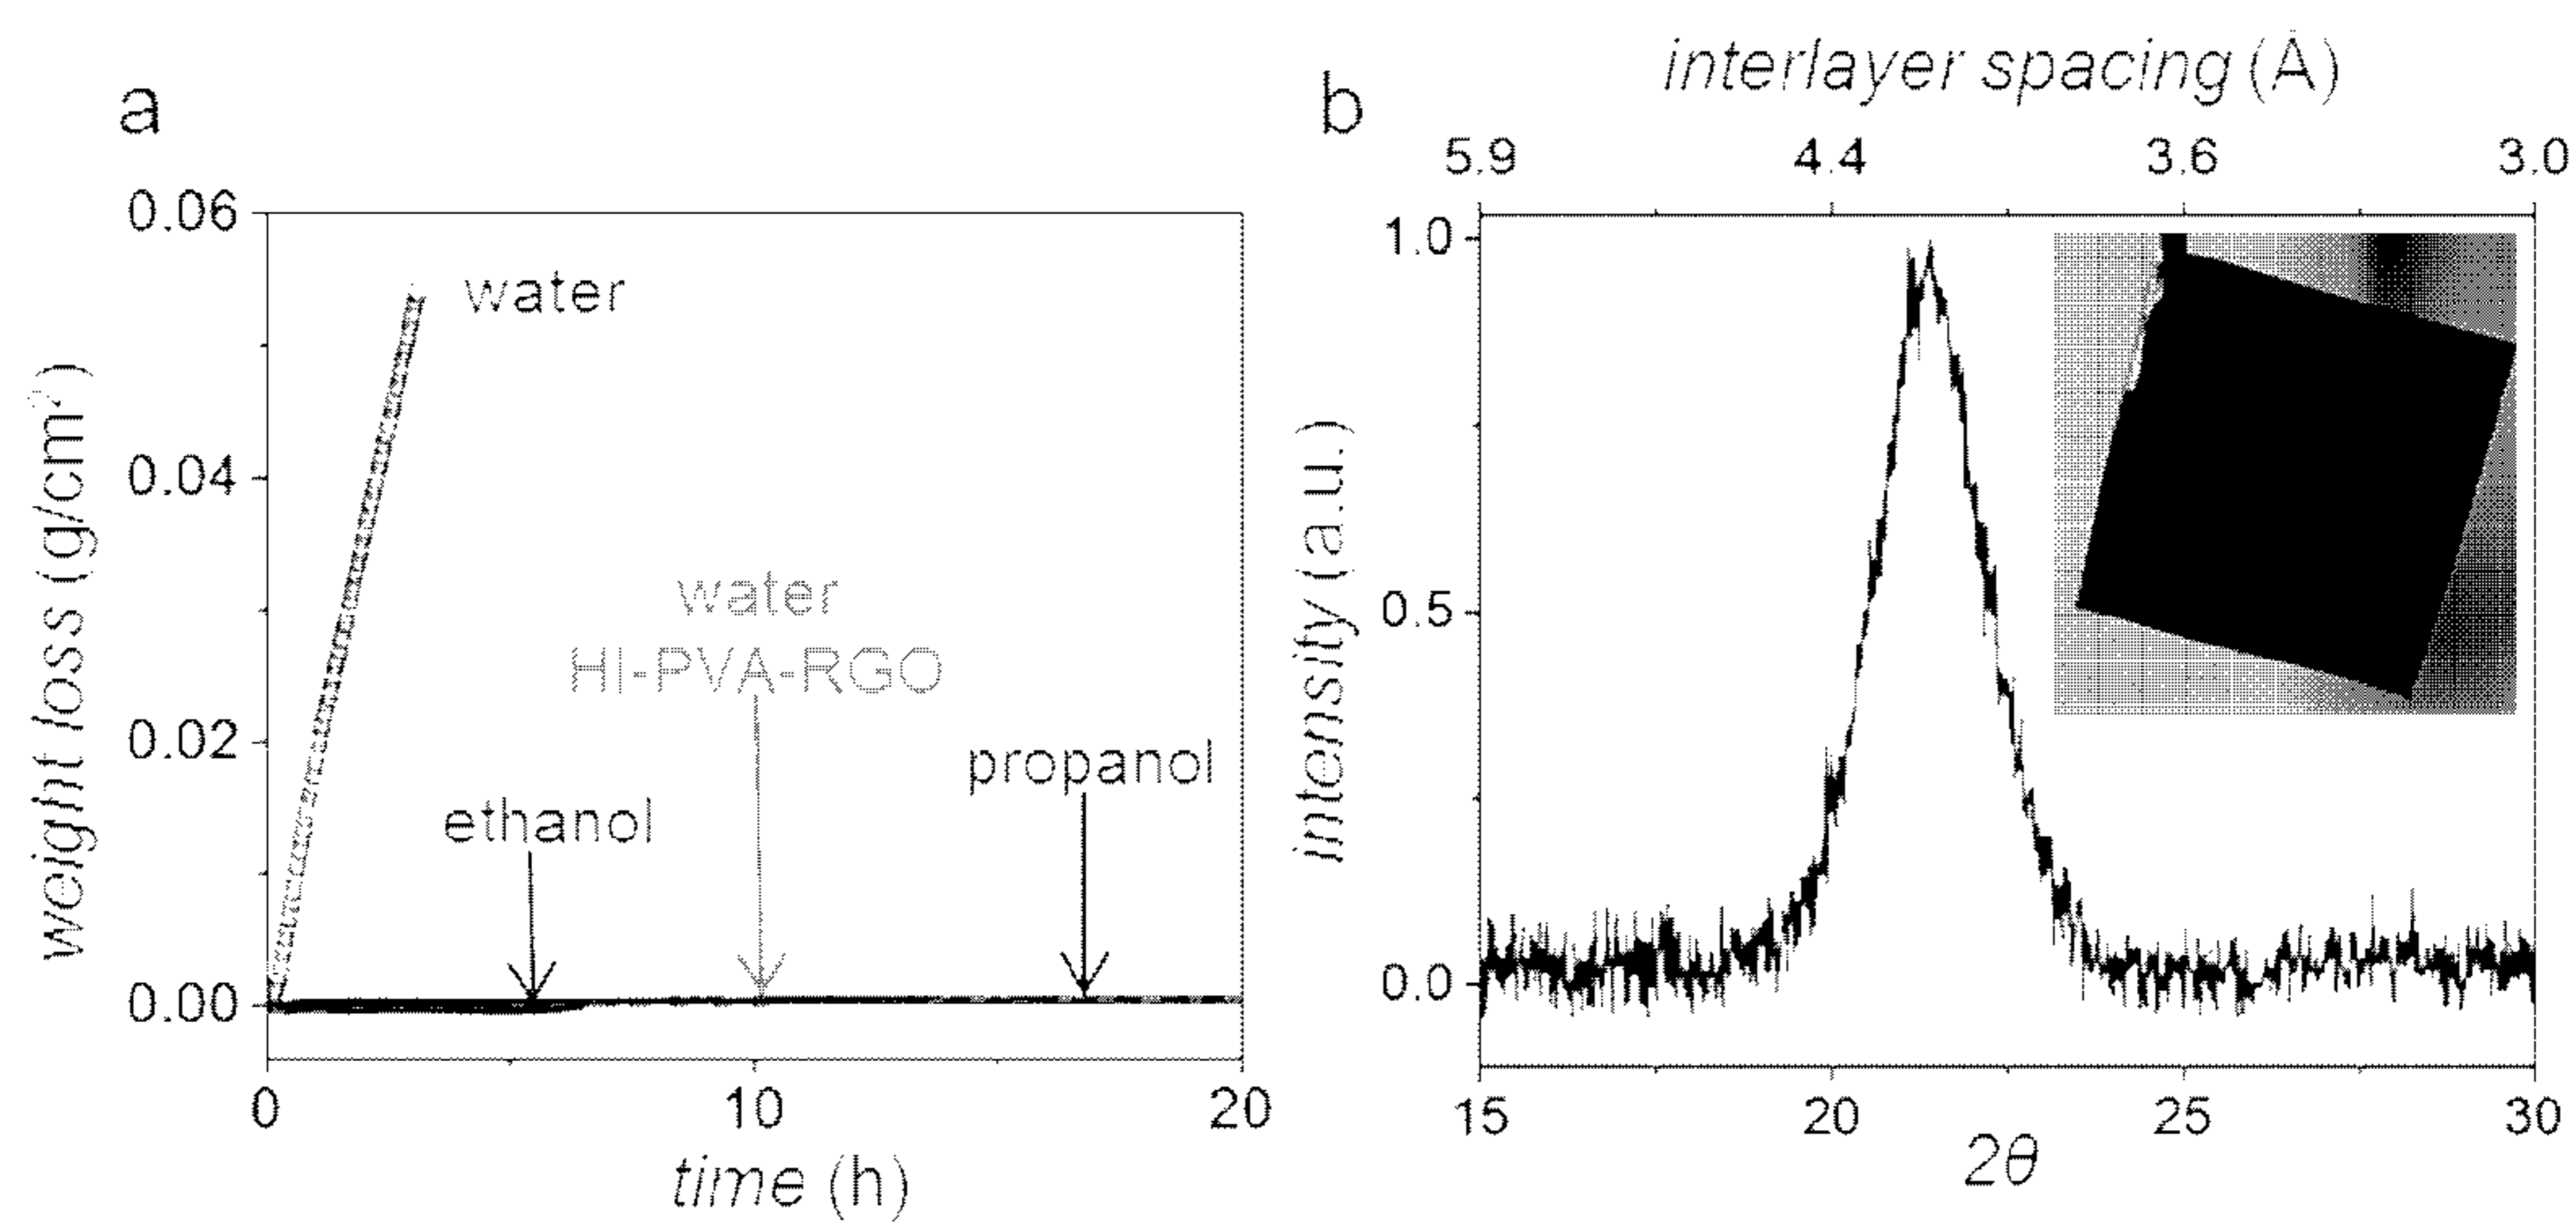 a
0.06
0.04
0.02
0.00
weight loss (g/cm²)
water
water
HI-PVA-RGO
ethanol
propanol
0 10 20
time (h)
b
interlayer spacing (Å)
5.9 4.4 3.6 3.0
1.0
0.5
0.0
intensity (a.u.)
15 20 25 30
2θ